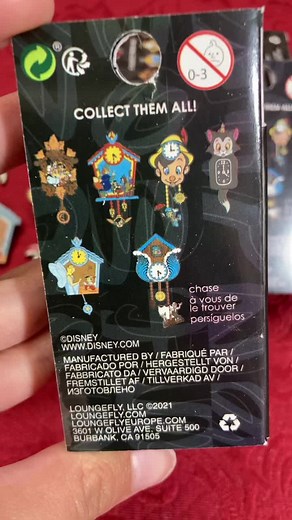 0-3
COLLECT THEM ALL!
chase
à vous de
le trouver
persíguelos
©DISNEY
WWW.DISNEY.COM
MANUFACTURED BY / FABRIQUÉ PAR /
FABRICADO POR / HERGESTELLT VON /
FABBRICATO DA / VERVAARDIGD DOOR /
FREMSTILLET AF / TILLVERKAD AV /
ИЗГОТОВЛЕНО
LOUNGEFLY, LLC ©2021
LOUNGEFLY.COM
LOUNGEFLYEUROPE.COM
3601 W OLIVE AVE, SUITE 500
BURBANK, CA 91505